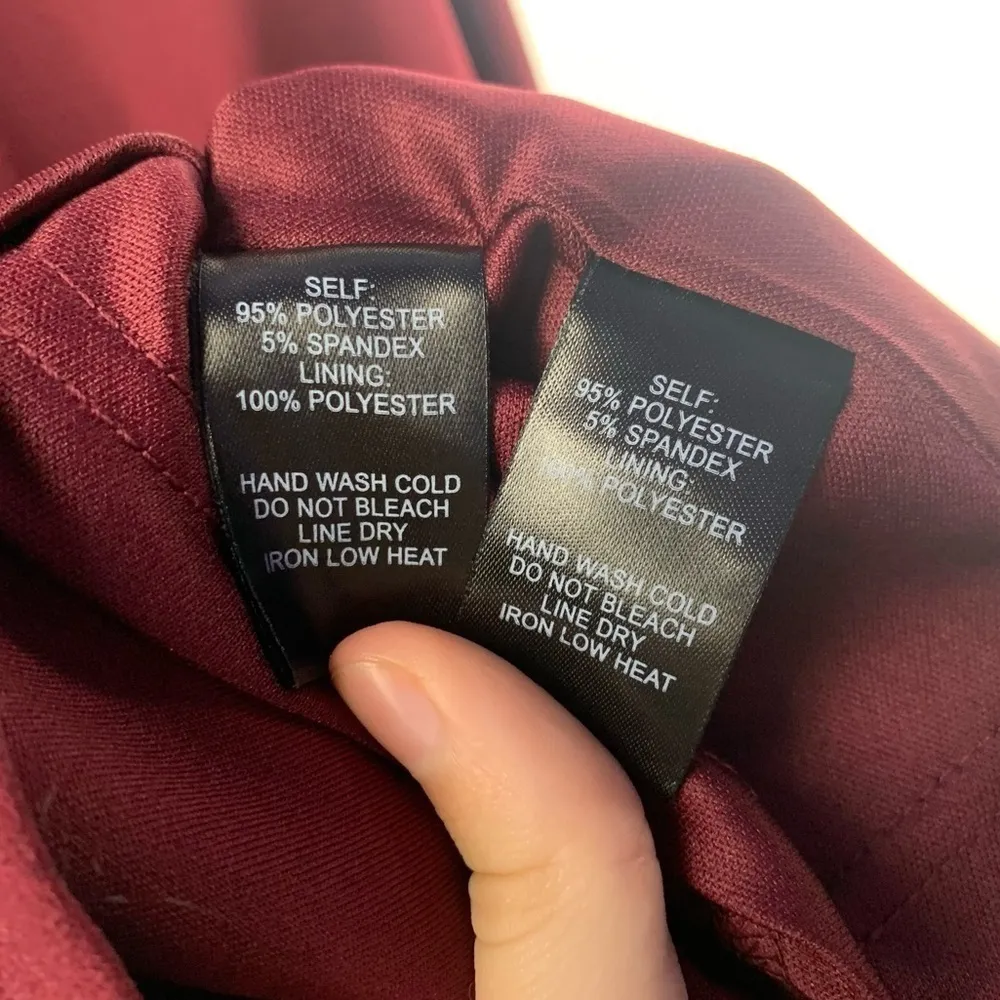 SELF:
95% POLYESTER
5% SPANDEX
LINING:
100% POLYESTER
HAND WASH COLD
DO NOT BLEACH
LINE DRY
IRON LOW HEAT
SELF:
95% POLYESTER
5% SPANDEX
LINING:
POLYESTER
HAND WASH COLD
DO NOT BLEACH
LINE DRY
IRON LOW HEAT